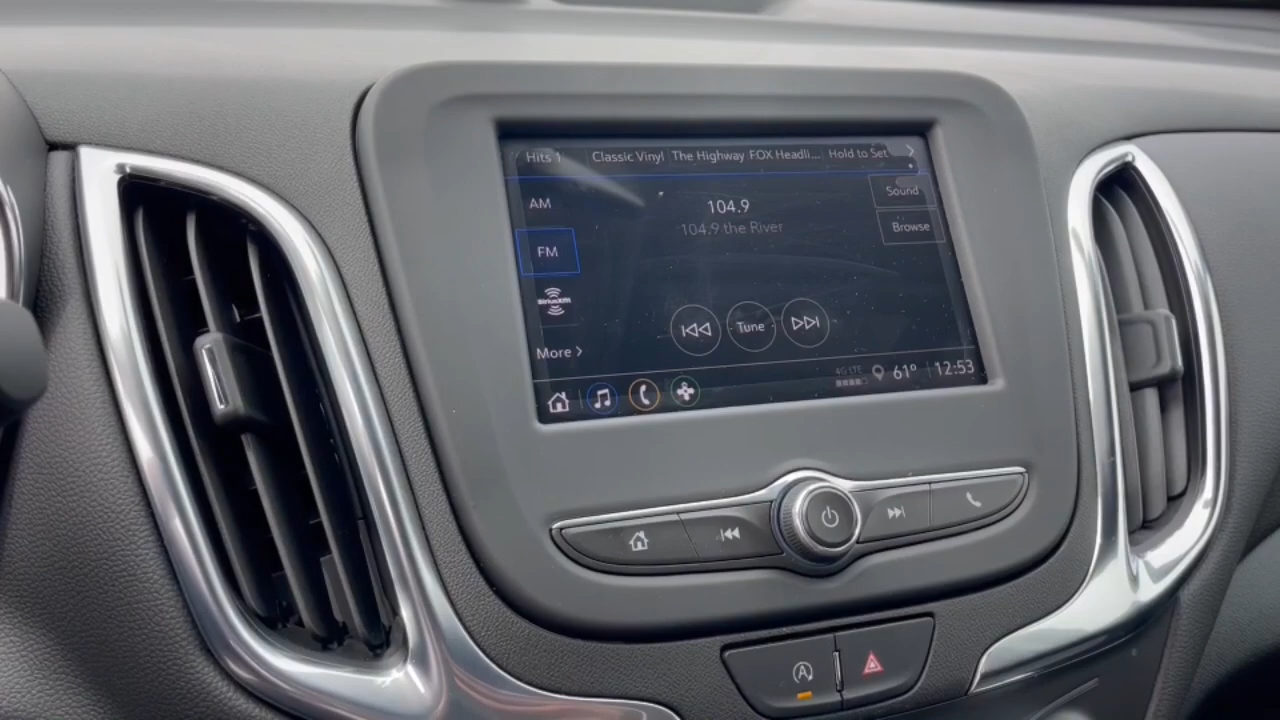 Hits 1 Classic Vinyl The Highway FOX Headli... Hold to Set
AM
104.9
Sound
104.9 the River
Browse
FM
SiriusXM
Tune
More
4G LTE
61° 12:53
A